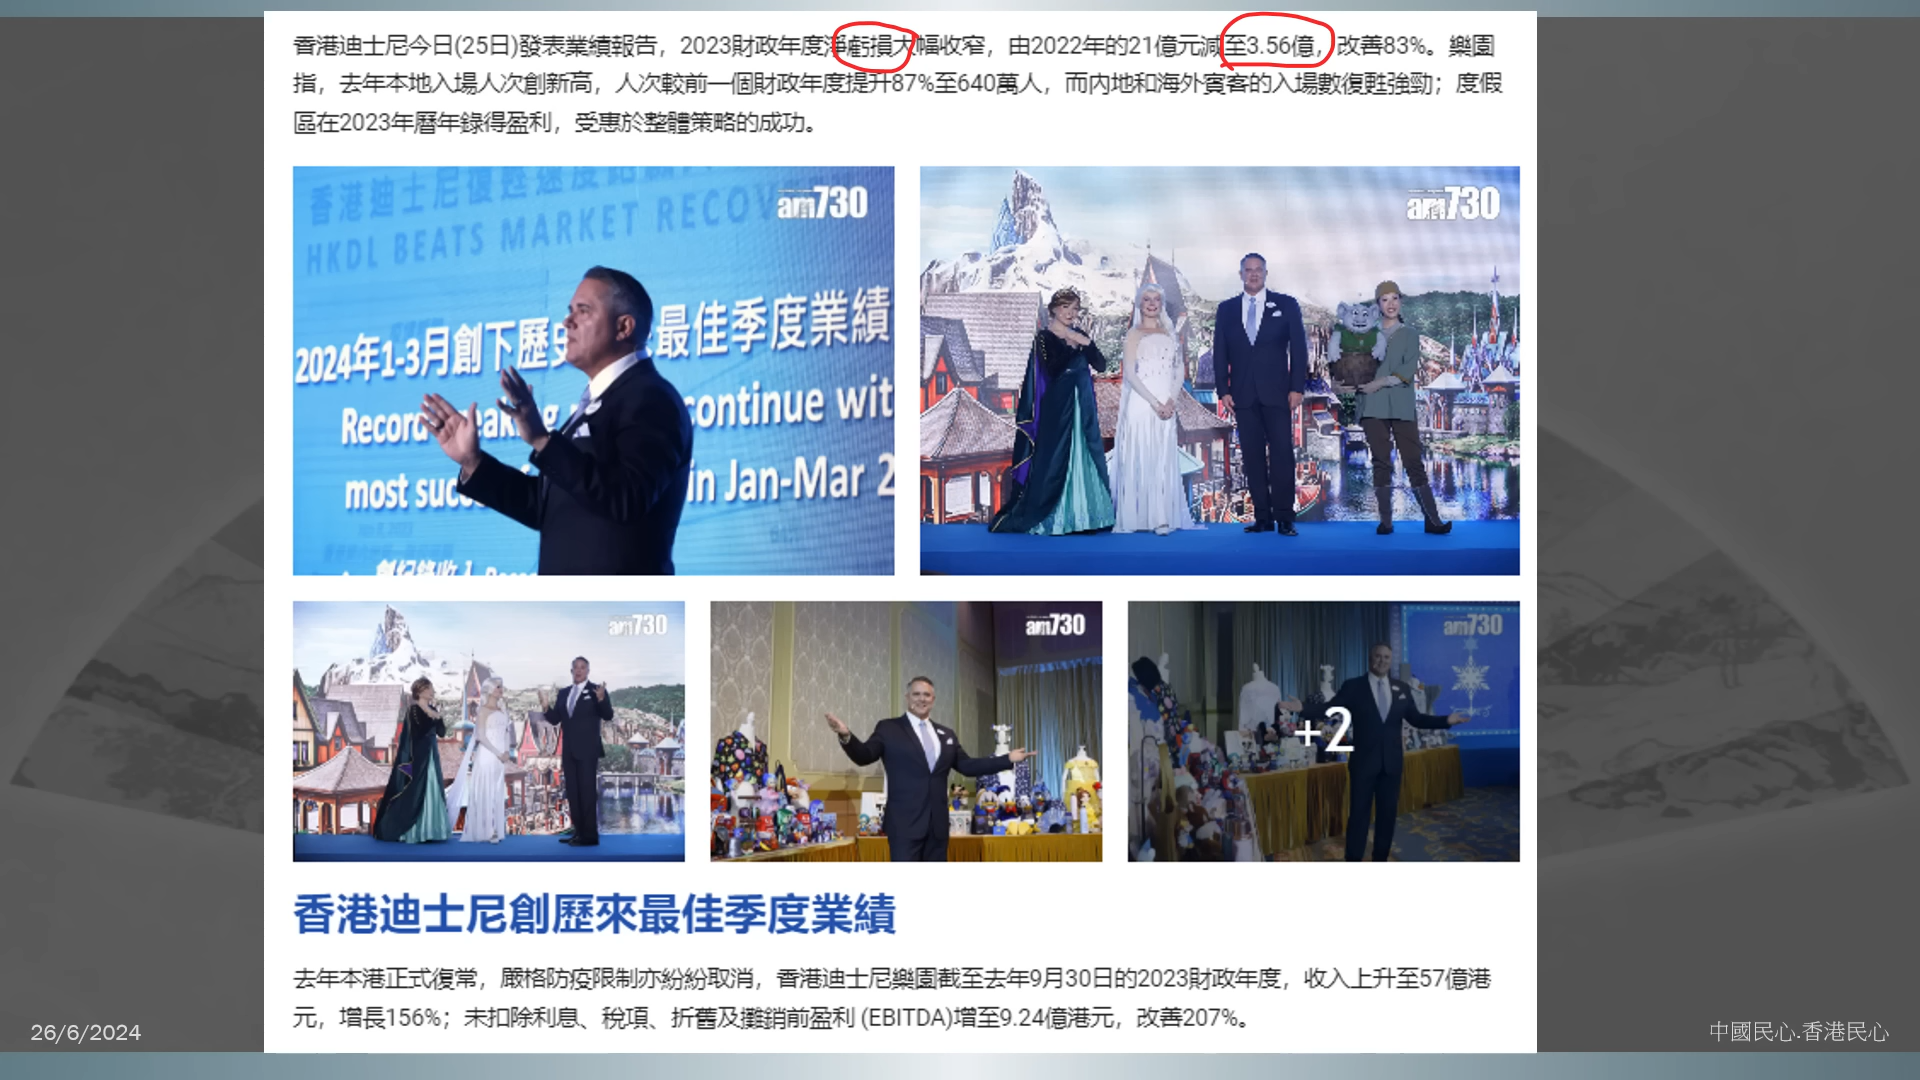 香港迪士尼今日(25日)發表業績報告，2023財政年度淨虧損大幅收窄，由2022年的21億元減至3.56億，改善83%。樂園
指，去年本地入場人次創新高，人次較前一個財政年度提升87%至640萬人，而內地和海外賓客的入場數復甦強勁；度假
區在2023年曆年錄得盈利，受惠於整體策略的成功。
香港迪士尼復甦速度
HKDL BEATS MARKET RECOV
am730
2024年1-3月創下歷史
最佳季度業績
Record
continue wit
most suc
in Jan-Mar 2
創紀錄收入
am730
am730
am730
am730
+2
香港迪士尼創歷來最佳季度業績
去年本港正式復常，嚴格防疫限制亦紛紛取消，香港迪士尼樂園截至去年9月30日的2023財政年度，收入上升至57億港
元，增長156%；未扣除利息、稅項、折舊及攤銷前盈利 (EBITDA)增至9.24億港元，改善207%。
26/6/2024
中國民心.香港民心